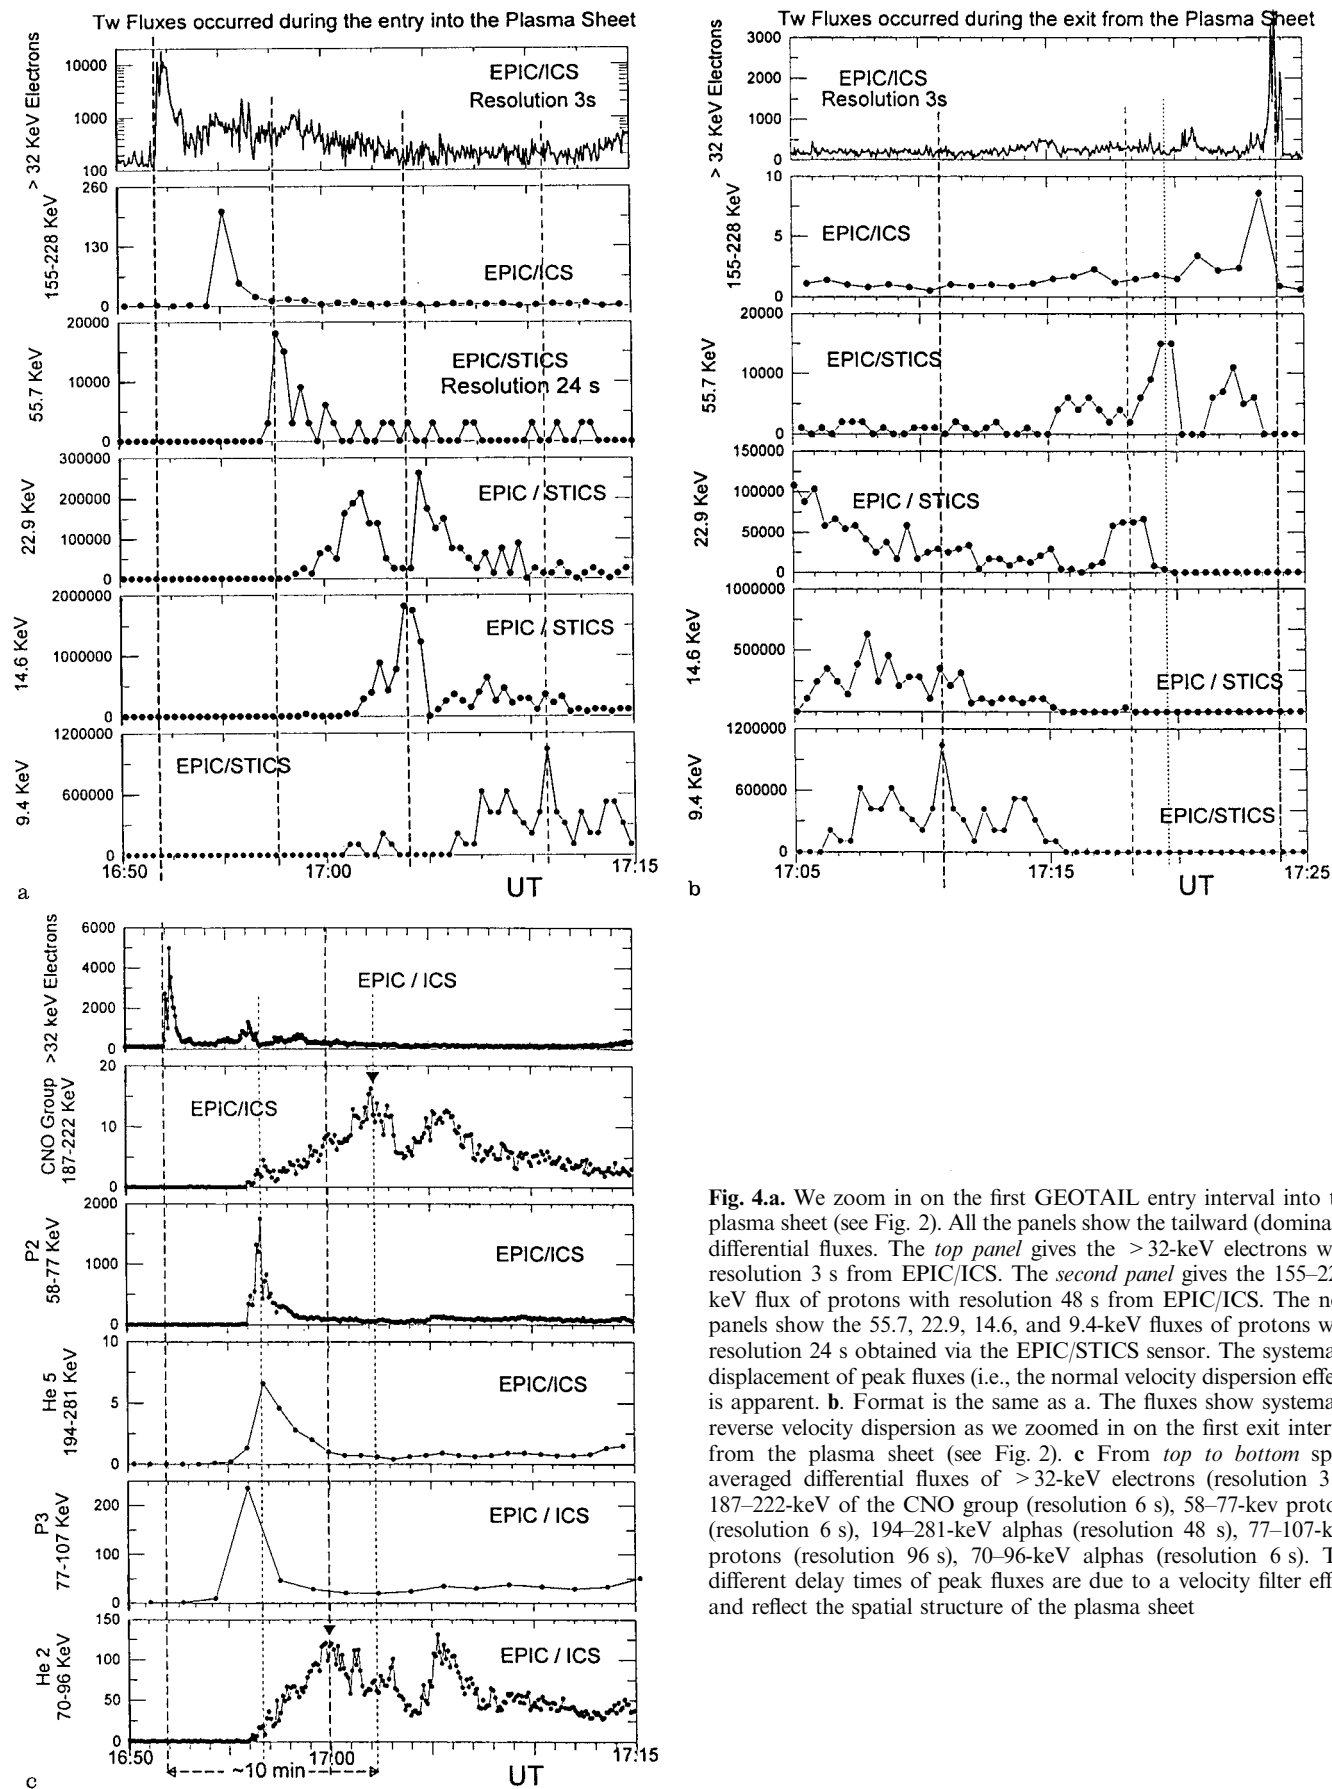 Tw Fluxes occurred during the entry into the Plasma Sheet
> 32 KeV Electrons
10000
1000
100
EPIC/ICS
Resolution 3s
155-228 KeV
260
130
0
EPIC/ICS
55.7 KeV
20000
10000
0
EPIC/STICS
Resolution 24 s
22.9 KeV
300000
200000
100000
0
EPIC / STICS
14.6 KeV
2000000
1000000
0
EPIC / STICS
9.4 KeV
1200000
600000
0
EPIC/STICS
16:50
17:00
17:15
UT
a
Tw Fluxes occurred during the exit from the Plasma Sheet
> 32 KeV Electrons
3000
2000
1000
0
EPIC/ICS
Resolution 3s
155-228 KeV
10
5
0
EPIC/ICS
55.7 KeV
20000
10000
0
EPIC/STICS
22.9 KeV
150000
100000
50000
0
EPIC / STICS
14.6 KeV
1000000
500000
0
EPIC / STICS
9.4 KeV
1200000
600000
0
EPIC/STICS
17:05
17:15
17:25
UT
b
>32 keV Electrons
6000
4000
2000
0
EPIC / ICS
CNO Group
187-222 KeV
20
10
0
EPIC/ICS
P2
58-77 KeV
2000
1000
0
EPIC/ICS
He 5
194-281 KeV
10
5
0
EPIC/ICS
P3
77-107 KeV
200
100
0
EPIC / ICS
He 2
70-96 KeV
150
100
50
0
EPIC / ICS
16:50
17:00
17:15
~10 min
UT
c
Fig. 4.a. We zoom in on the first GEOTAIL entry interval into
plasma sheet (see Fig. 2). All the panels show the tailward
differential fluxes. The top panel gives the >32-keV electrons
resolution 3 s from EPIC/ICS. The second panel gives the
keV flux of protons with resolution 48 s from EPIC/ICS. The
panels show the 55.7, 22.9, 14.6, and 9.4-keV fluxes of protons
resolution 24 s obtained via the EPIC/STICS sensor. The
displacement of peak fluxes (i.e., the normal velocity dispersion
is apparent. b. Format is the same as a. The fluxes show
reverse velocity dispersion as we zoomed in on the first exit
from the plasma sheet (see Fig. 2). c From top to bottom
averaged differential fluxes of >32-keV electrons (resolution 3
187–222-keV of the CNO group (resolution 6 s), 58–77-kev
(resolution 6 s), 194–281-keV alphas (resolution 48 s),
protons (resolution 96 s), 70–96-keV alphas (resolution 6 s).
different delay times of peak fluxes are due to a velocity filter
and reflect the spatial structure of the plasma sheet